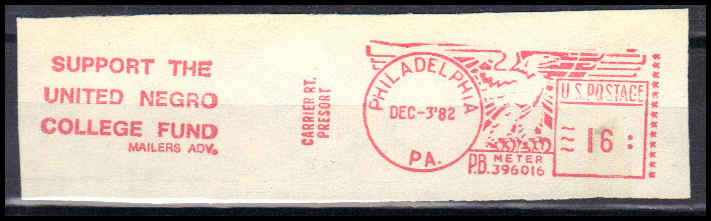 SUPPORT THE
UNITED NEGRO
COLLEGE FUND
MAILERS ADV.
CARRIER RT.
PRESORT
PHILADELPHIA
DEC-3'82
PA.
P.B. METER
396016
U.S. POSTAGE
16